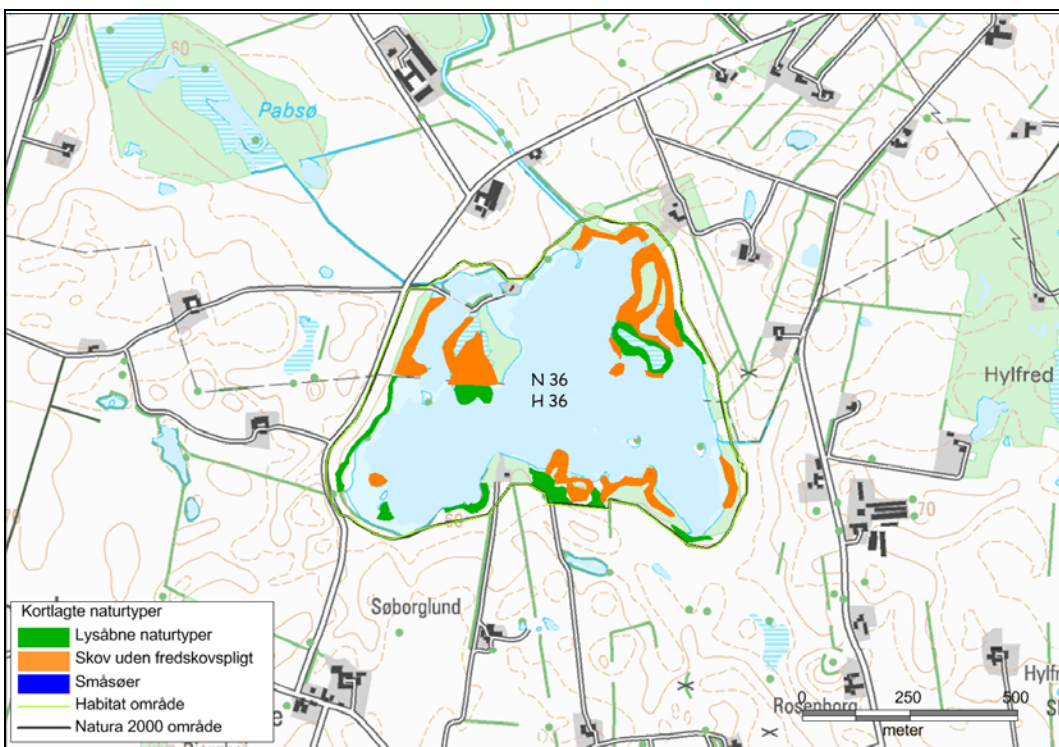 60
Pabsø
N 36
H 36
Hylfred
70
60
Søborglund
Kortlagte naturtyper
Lysåbne naturtyper
Skov uden fredskovspligt
Småsøer
Habitat område
Natura 2000 område
Rosenborg
0 250 500
meter